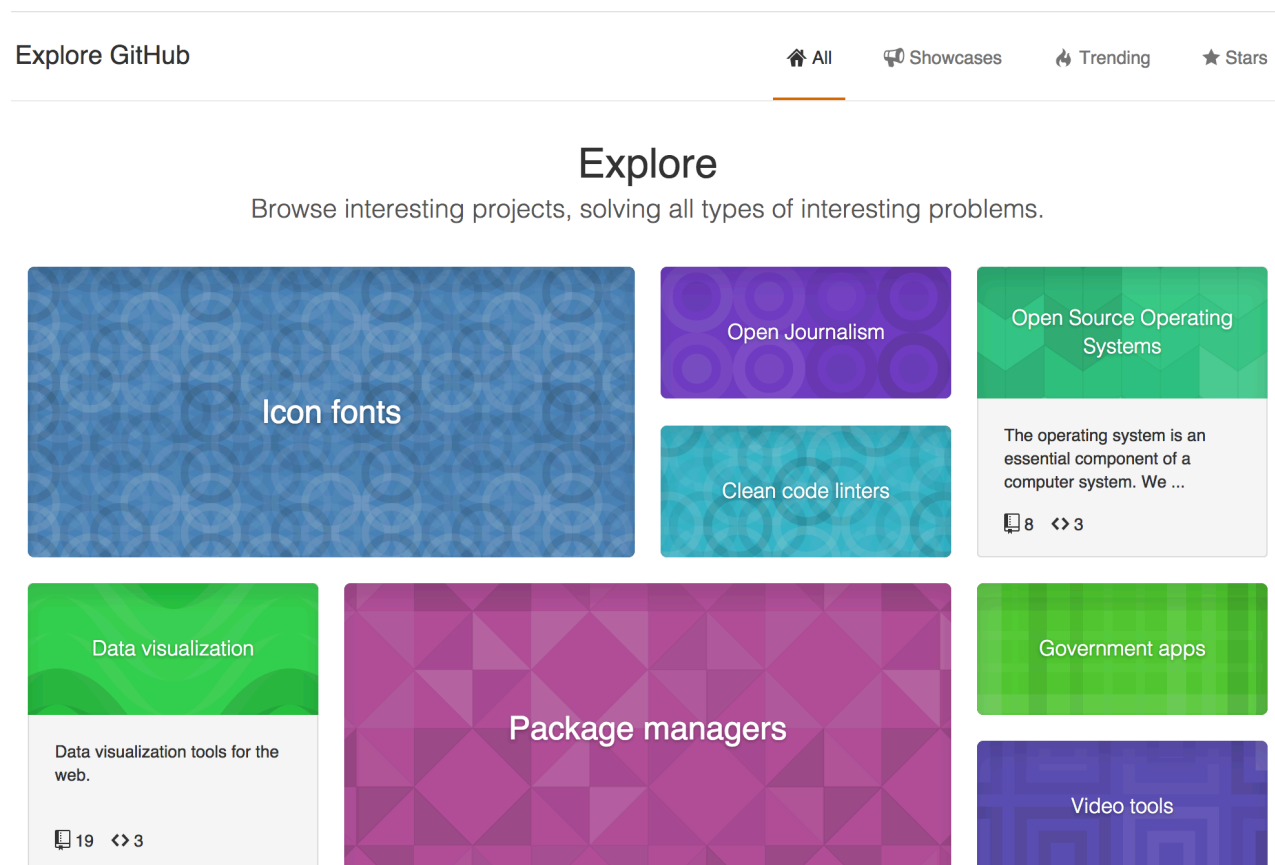 Explore GitHub
All
Showcases
Trending
Stars
Explore
Browse interesting projects, solving all types of interesting problems.
Icon fonts
Open Journalism
Clean code linters
Open Source Operating
Systems
The operating system is an
essential component of a
computer system. We ...
8 3
Data visualization
Data visualization tools for the
web.
19 3
Package managers
Government apps
Video tools